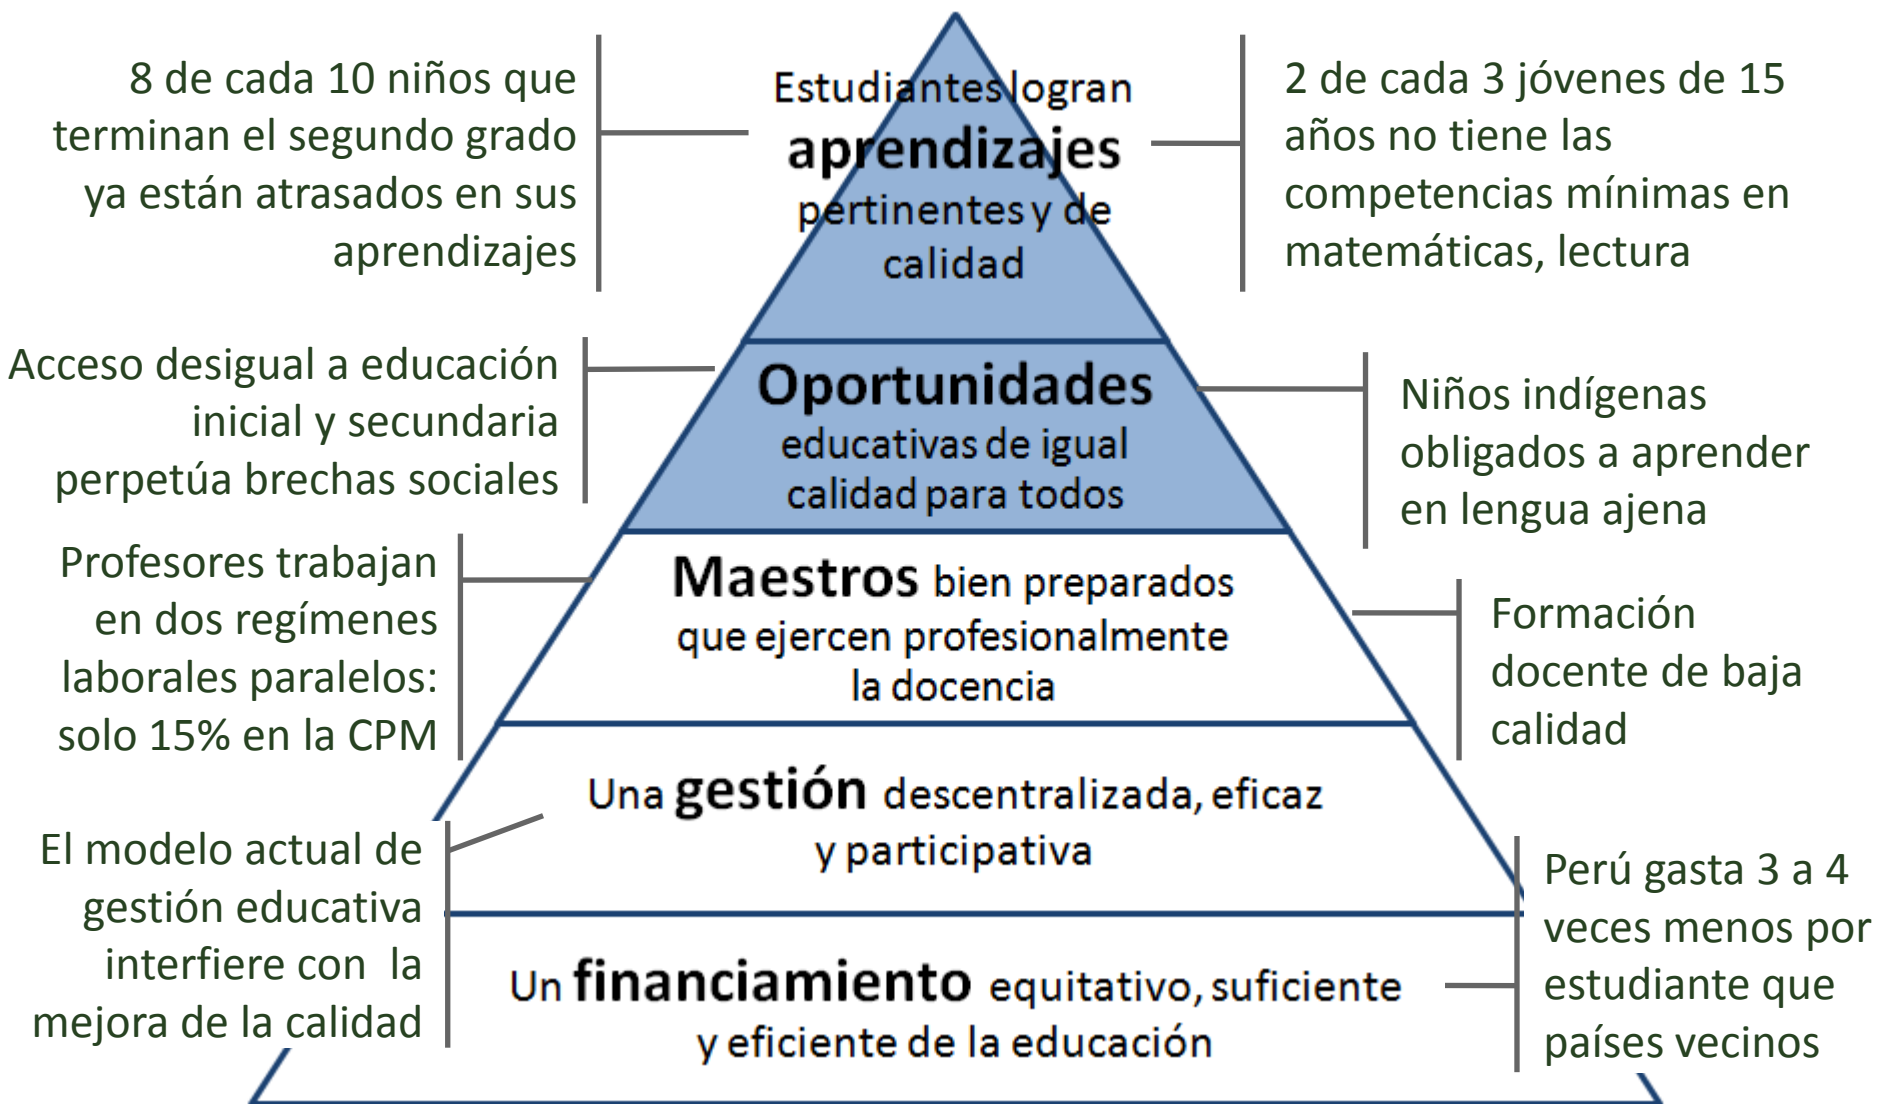 8 de cada 10 niños que
terminan el segundo grado
ya están atrasados en sus
aprendizajes
Estudiantes logran
aprendizajes
pertinentes y de
calidad
2 de cada 3 jóvenes de 15
años no tiene las
competencias mínimas en
matemáticas, lectura
Acceso desigual a educación
inicial y secundaria
perpetúa brechas sociales
Oportunidades
educativas de igual
calidad para todos
Niños indígenas
obligados a aprender
en lengua ajena
Profesores trabajan
en dos regímenes
laborales paralelos:
solo 15% en la CPM
Maestros bien preparados
que ejercen profesionalmente
la docencia
Formación
docente de baja
calidad
Una gestión descentralizada, eficaz
y participativa
El modelo actual de
gestión educativa
interfiere con la
mejora de la calidad
Un financiamiento equitativo, suficiente
y eficiente de la educación
Perú gasta 3 a 4
veces menos por
estudiante que
países vecinos